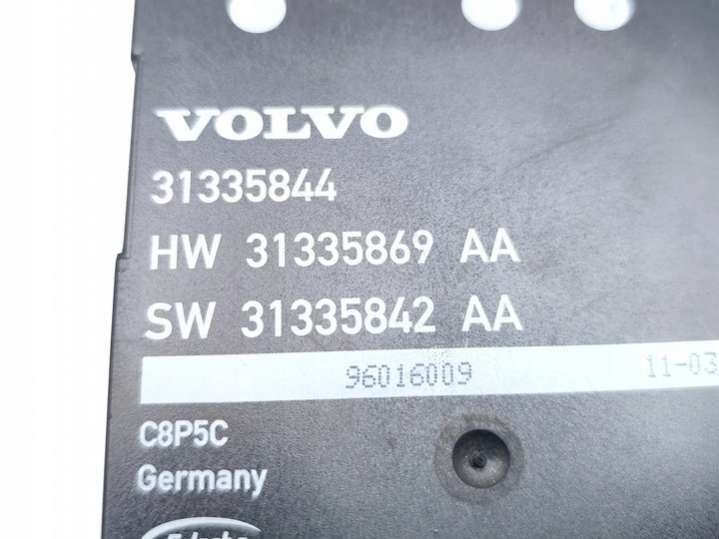 VOLVO
31335844
HW 31335869 AA
SW 31335842 AA
96016009 11-03
C8P5C
Germany